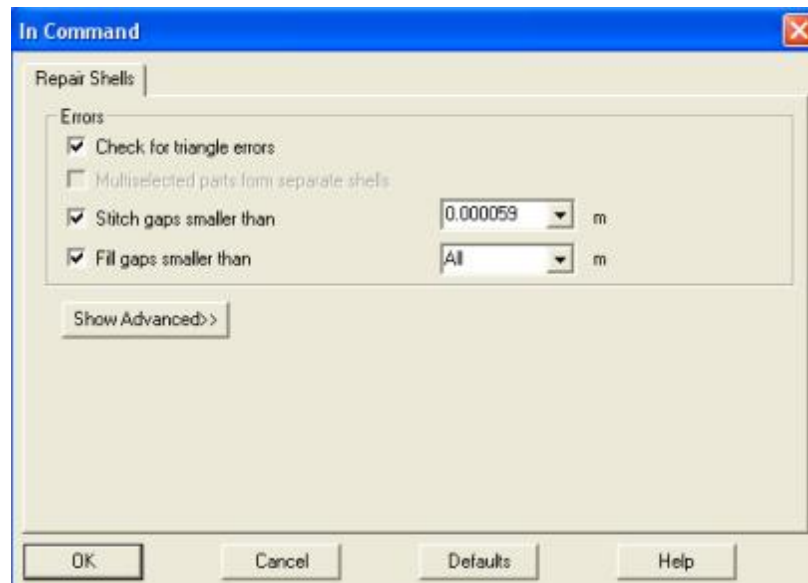 In Command
Repair Shells
Errors
Check for triangle errors
Multiselected parts form separate shells
Stitch gaps smaller than 0.000059 m
Fill gaps smaller than All m
Show Advanced>>
OK Cancel Defaults Help